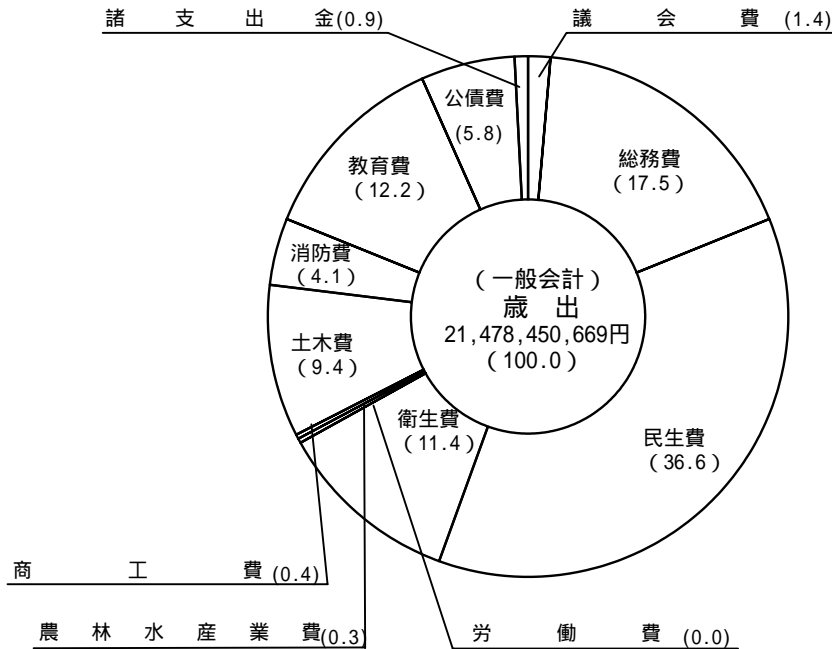 諸支出金(0.9)
議会費(1.4)
公債費
(5.8)
総務費
(17.5)
教育費
(12.2)
消防費
(4.1)
(一般会計)
歳出
21,478,450,669円
(100.0)
土木費
(9.4)
衛生費
(11.4)
民生費
(36.6)
商工費(0.4)
農林水産業費(0.3)
労働費(0.0)